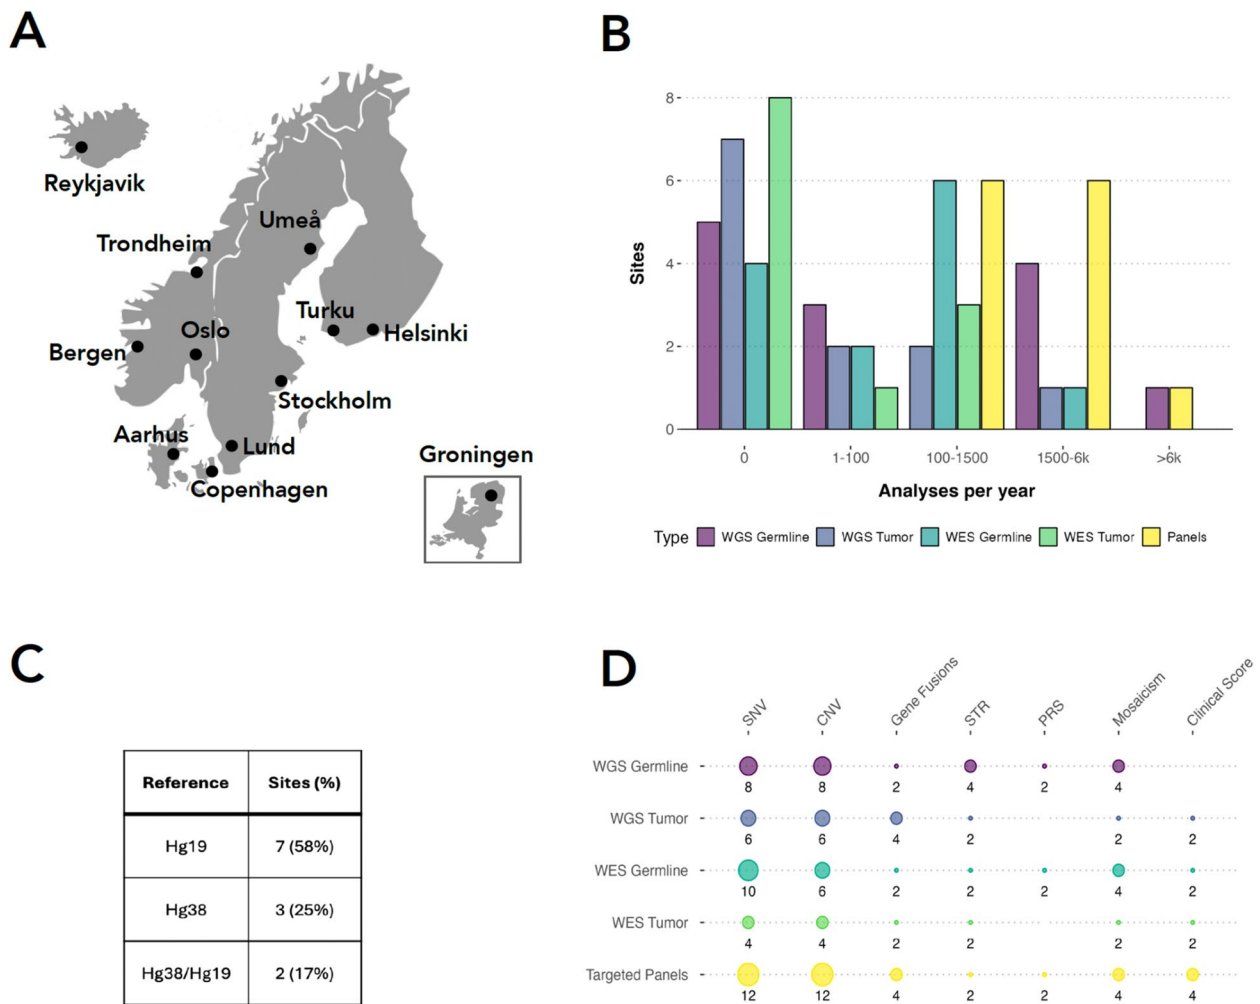 A
Reykjavik
Umeå
Trondheim
Turku
Oslo
Helsinki
Bergen
Stockholm
Aarhus
Lund
Copenhagen
Groningen
B
Sites
8
6
4
2
0
0 1-100 100-1500 1500-6k >6k
Analyses per year
Type WGS Germline WGS Tumor WES Germline WES Tumor Panels
C
Reference Sites (%)
Hg19 7 (58%)
Hg38 3 (25%)
Hg38/Hg19 2 (17%)
D
SNV CNV Gene Fusions STR PRS Mosaicism Clinical Score
WGS Germline
8 8 2 4 2 4
WGS Tumor
6 6 4 2 2 2
WES Germline
10 6 2 2 2 4 2
WES Tumor
4 4 2 2 2 2
Targeted Panels
12 12 4 2 2 4 4